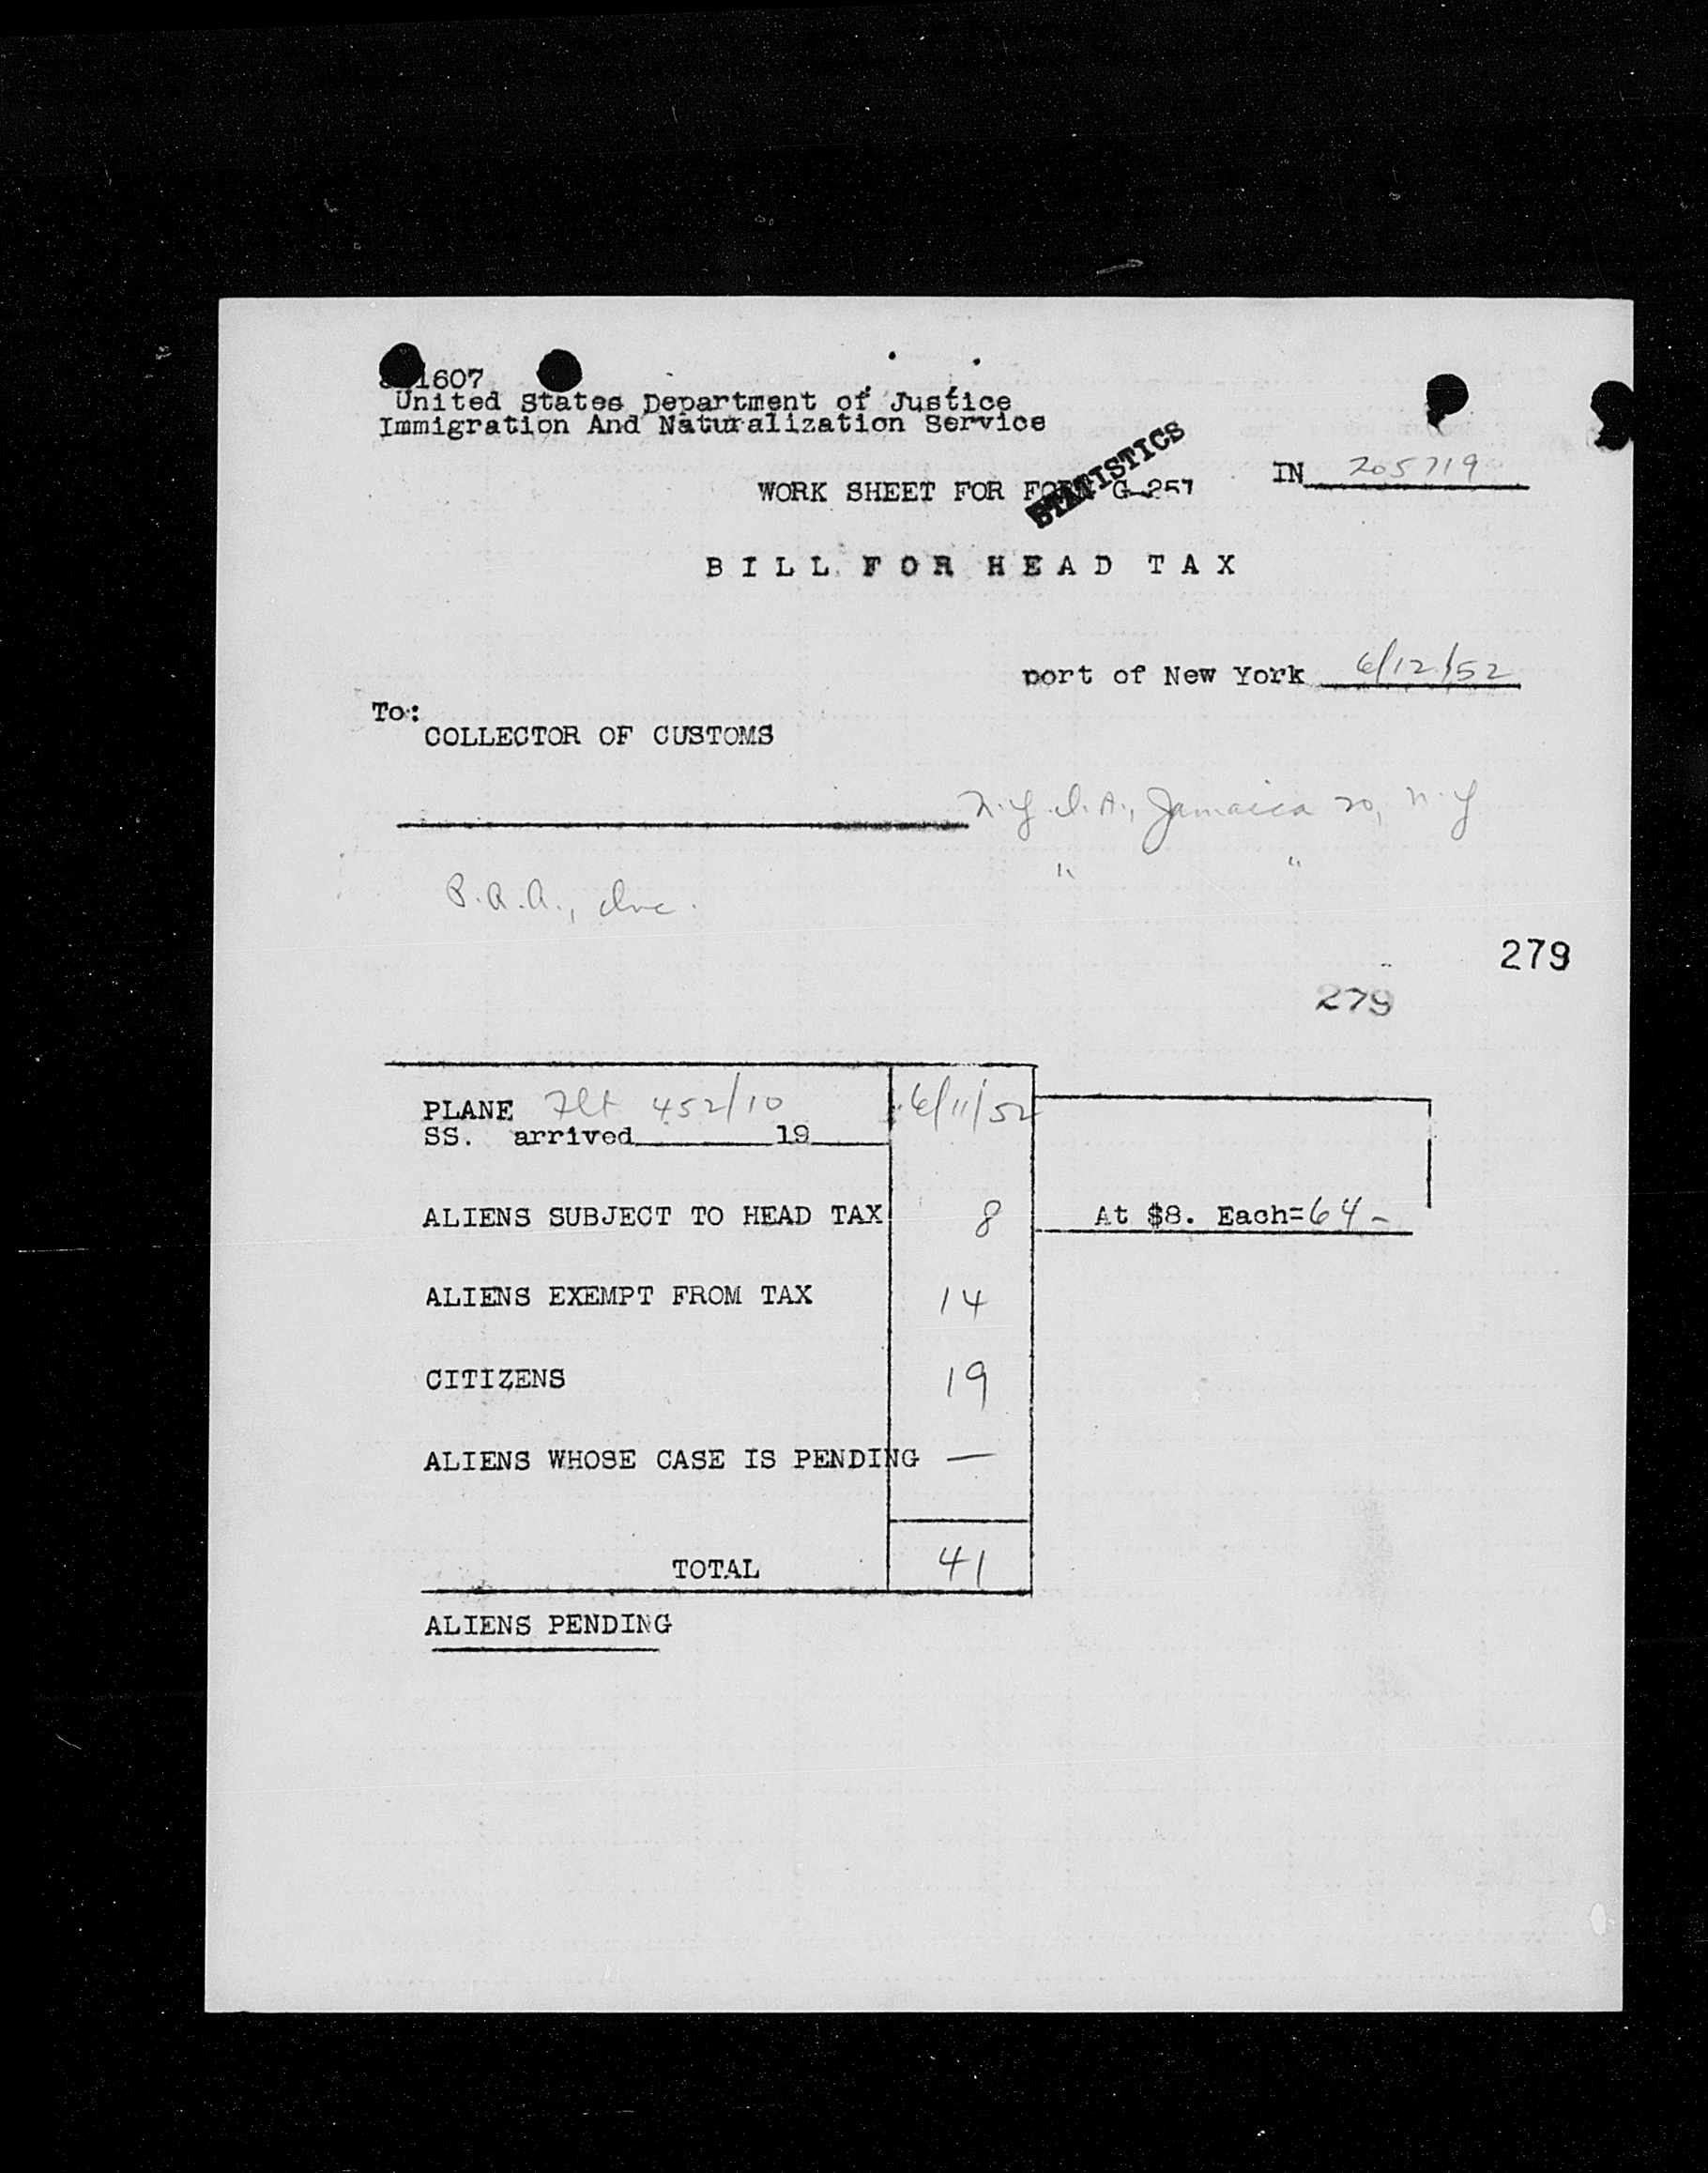 1607
United States Department of Justice
Immigration And Naturalization Service
STATISTICS
WORK SHEET FOR FORM G-257
IN 205719
BILL FOR HEAD TAX
port of New York 6/12/52
To:
COLLECTOR OF CUSTOMS
N.Y.I.A., Jamaica 20, N.Y
" "
P.A.A., Inc.
279
279
PLANE Flt 452/10 6/11/52
SS. arrived 19
ALIENS SUBJECT TO HEAD TAX 8 At $8. Each=64-
ALIENS EXEMPT FROM TAX 14
CITIZENS 19
ALIENS WHOSE CASE IS PENDING —
TOTAL 41
ALIENS PENDING